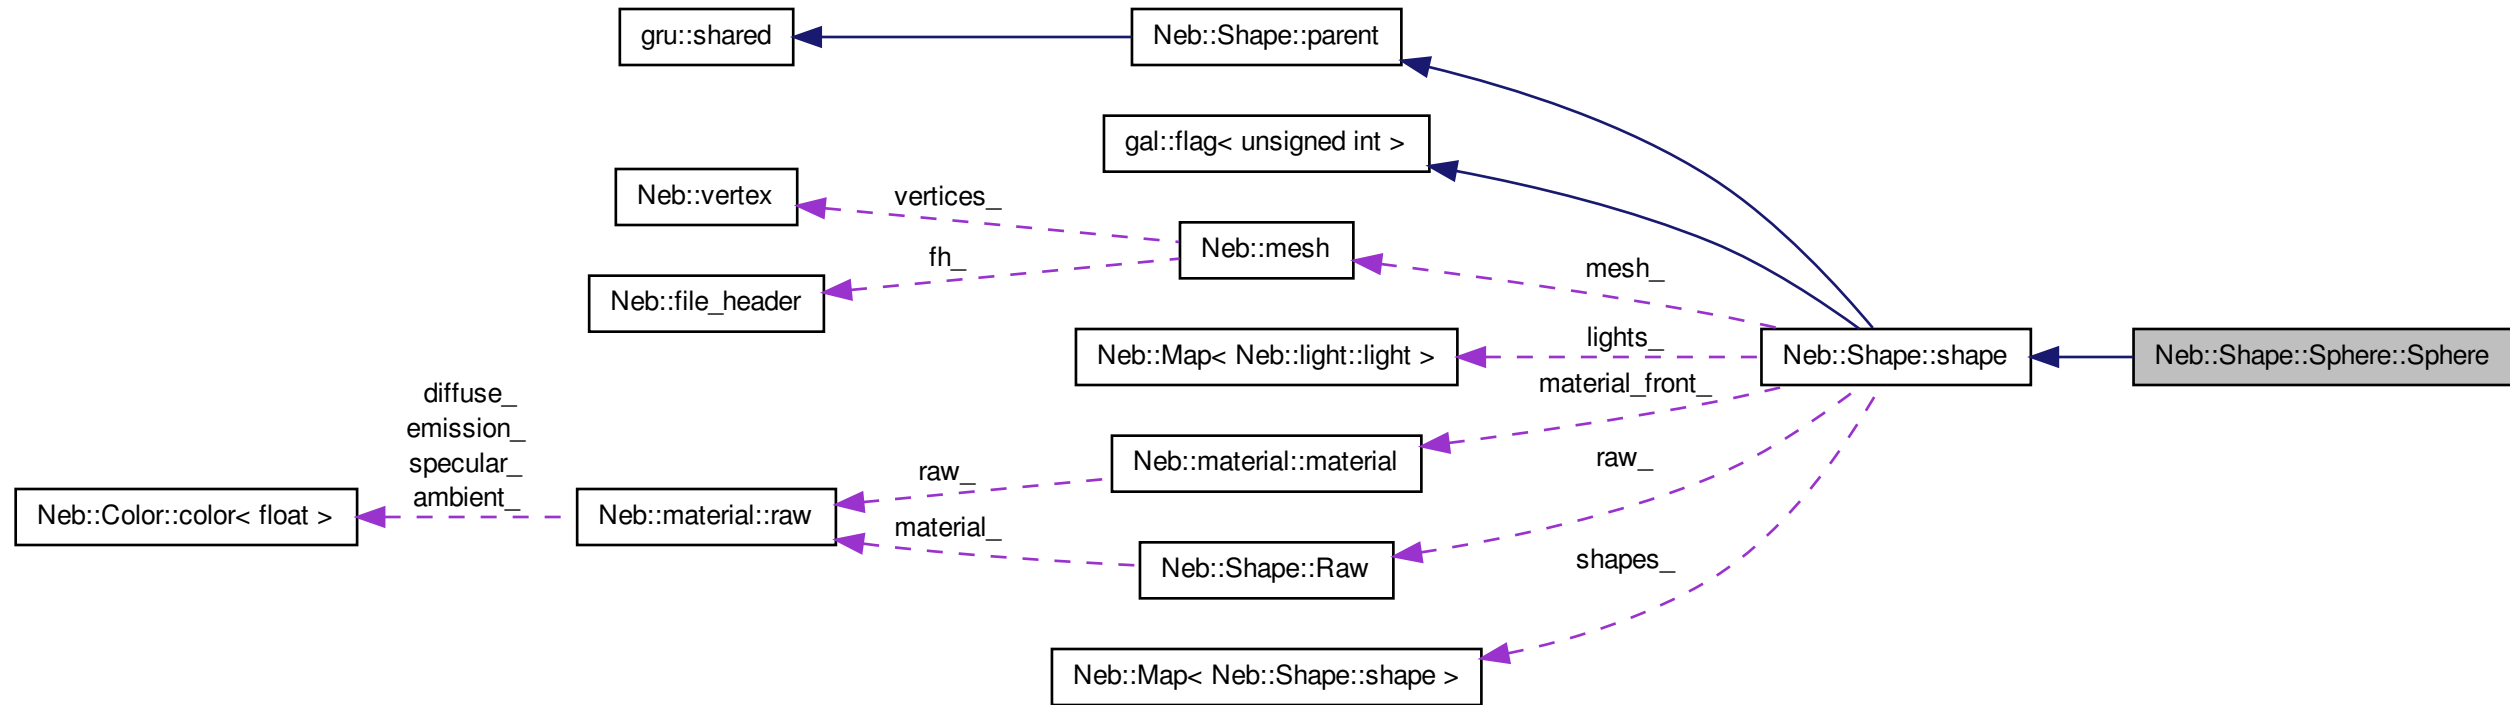 gru::shared
Neb::Shape::parent
gal::flag< unsigned int >
Neb::vertex
vertices_
Neb::mesh
fh_
Neb::file_header
mesh_
lights_
Neb::Map< Neb::light::light >
Neb::Shape::shape
Neb::Shape::Sphere::Sphere
material_front_
diffuse_
emission_
specular_
ambient_
Neb::material::material
raw_
raw_
Neb::Color::color< float >
Neb::material::raw
material_
Neb::Shape::Raw
shapes_
Neb::Map< Neb::Shape::shape >